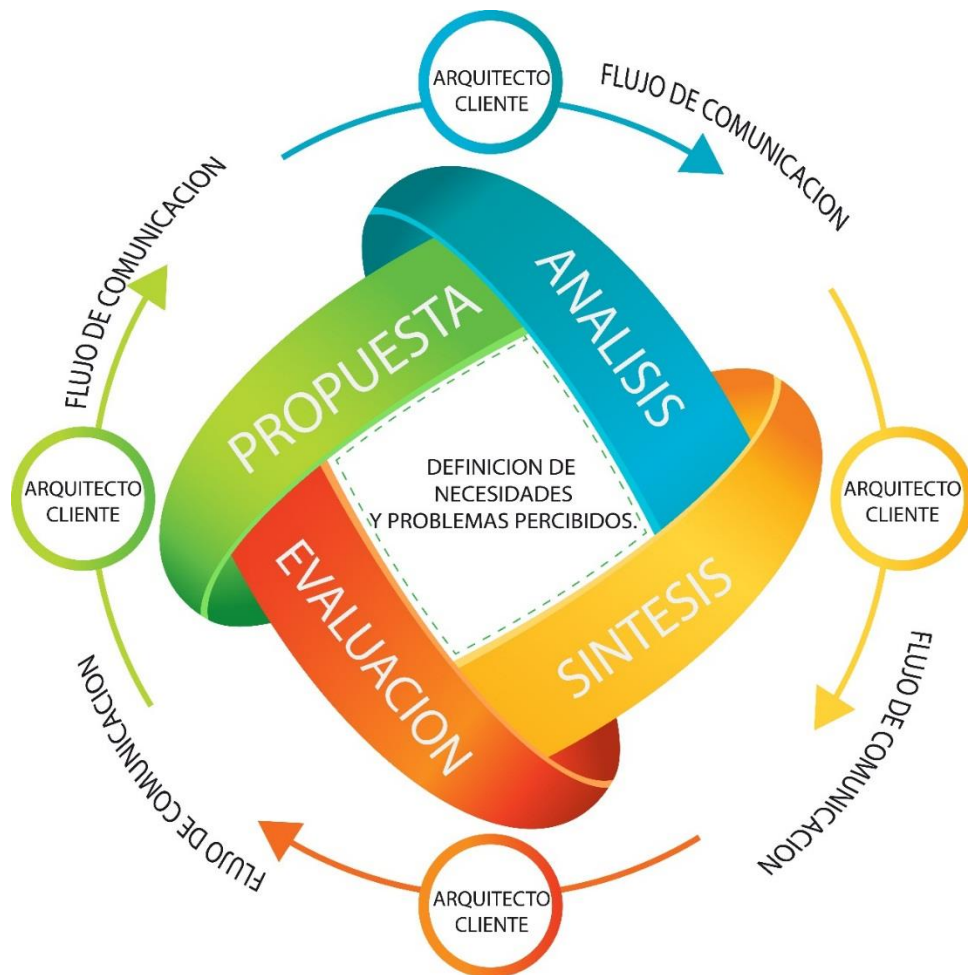 ARQUITECTO
CLIENTE
FLUJO DE COMUNICACION
FLUJO DE COMUNICACION
ANALISIS
PROPUESTA
DEFINICION DE
NECESIDADES
Y PROBLEMAS PERCIBIDOS.
ARQUITECTO
CLIENTE
ARQUITECTO
CLIENTE
EVALUACION
SINTESIS
FLUJO DE COMUNICACION
FLUJO DE COMUNICACION
ARQUITECTO
CLIENTE